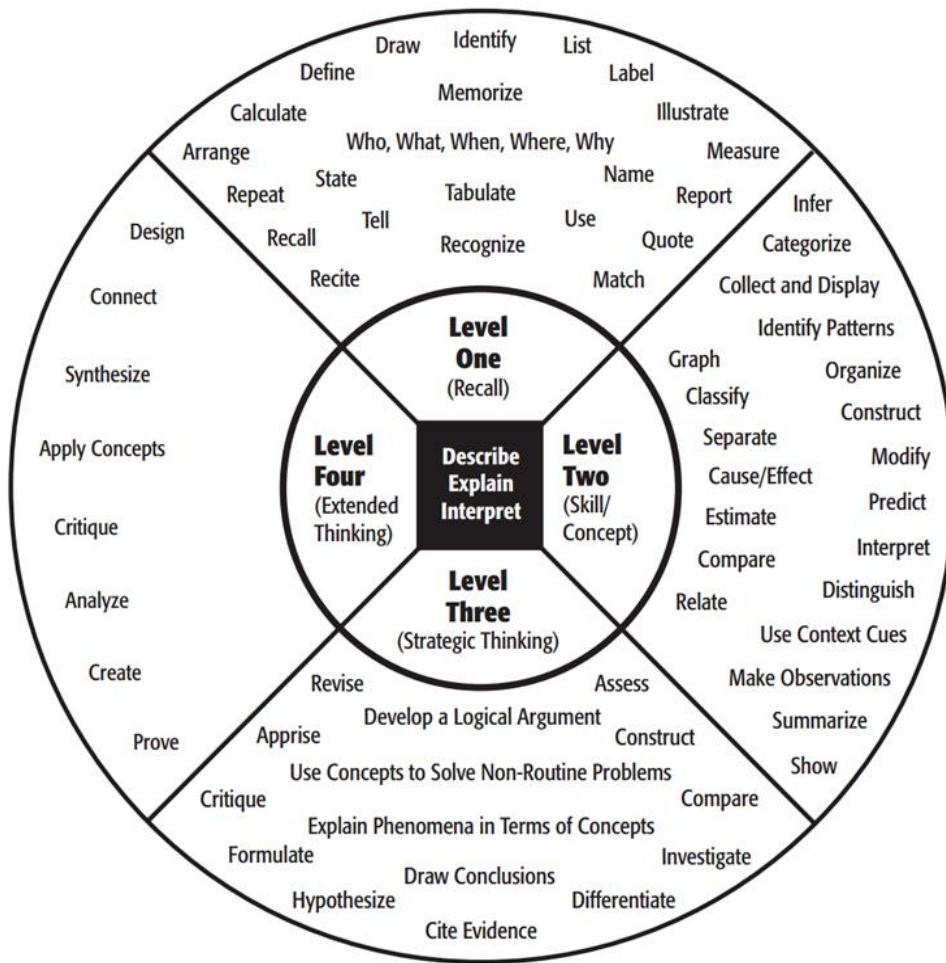 Draw
Identify
List
Define
Label
Calculate
Memorize
Illustrate
Arrange
Who, What, When, Where, Why
Measure
Repeat
State
Tabulate
Name
Report
Recall
Tell
Recognize
Use
Quote
Recite
Match
Level
One
(Recall)
Infer
Categorize
Collect and Display
Identify Patterns
Graph
Organize
Classify
Construct
Separate
Modify
Cause/Effect
Predict
Estimate
Interpret
Compare
Distinguish
Relate
Use Context Cues
Make Observations
Summarize
Show
Level
Two
(Skill/
Concept)
Describe
Explain
Interpret
Level
Three
(Strategic Thinking)
Revise
Assess
Develop a Logical Argument
Apprise
Construct
Use Concepts to Solve Non-Routine Problems
Critique
Compare
Explain Phenomena in Terms of Concepts
Formulate
Investigate
Draw Conclusions
Hypothesize
Differentiate
Cite Evidence
Level
Four
(Extended
Thinking)
Design
Connect
Synthesize
Apply Concepts
Critique
Analyze
Create
Prove